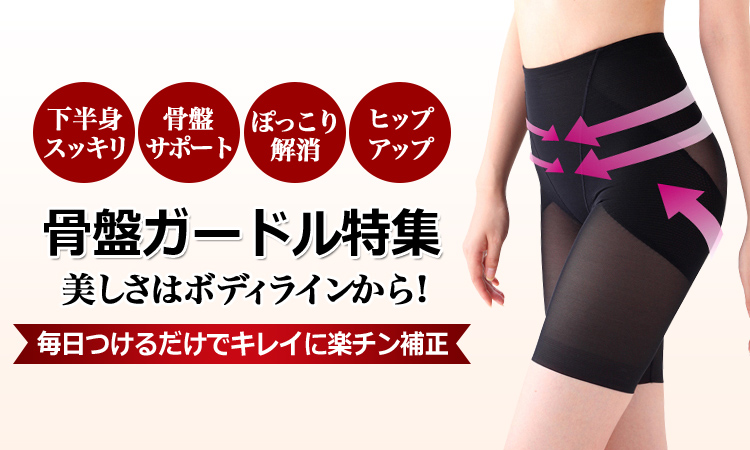 下半身
スッキリ
骨盤
サポート
ぽっこり
解消
ヒップ
アップ
骨盤ガードル特集
美しさはボディラインから!
毎日つけるだけでキレイに楽チン補正